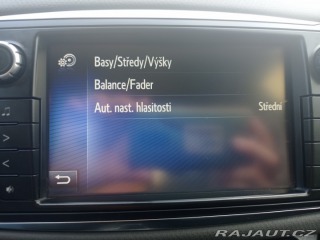 Basy/Středy/Výšky
Balance/Fader
Aut. nast. hlasitosti Střední
RAJAUT.CZ